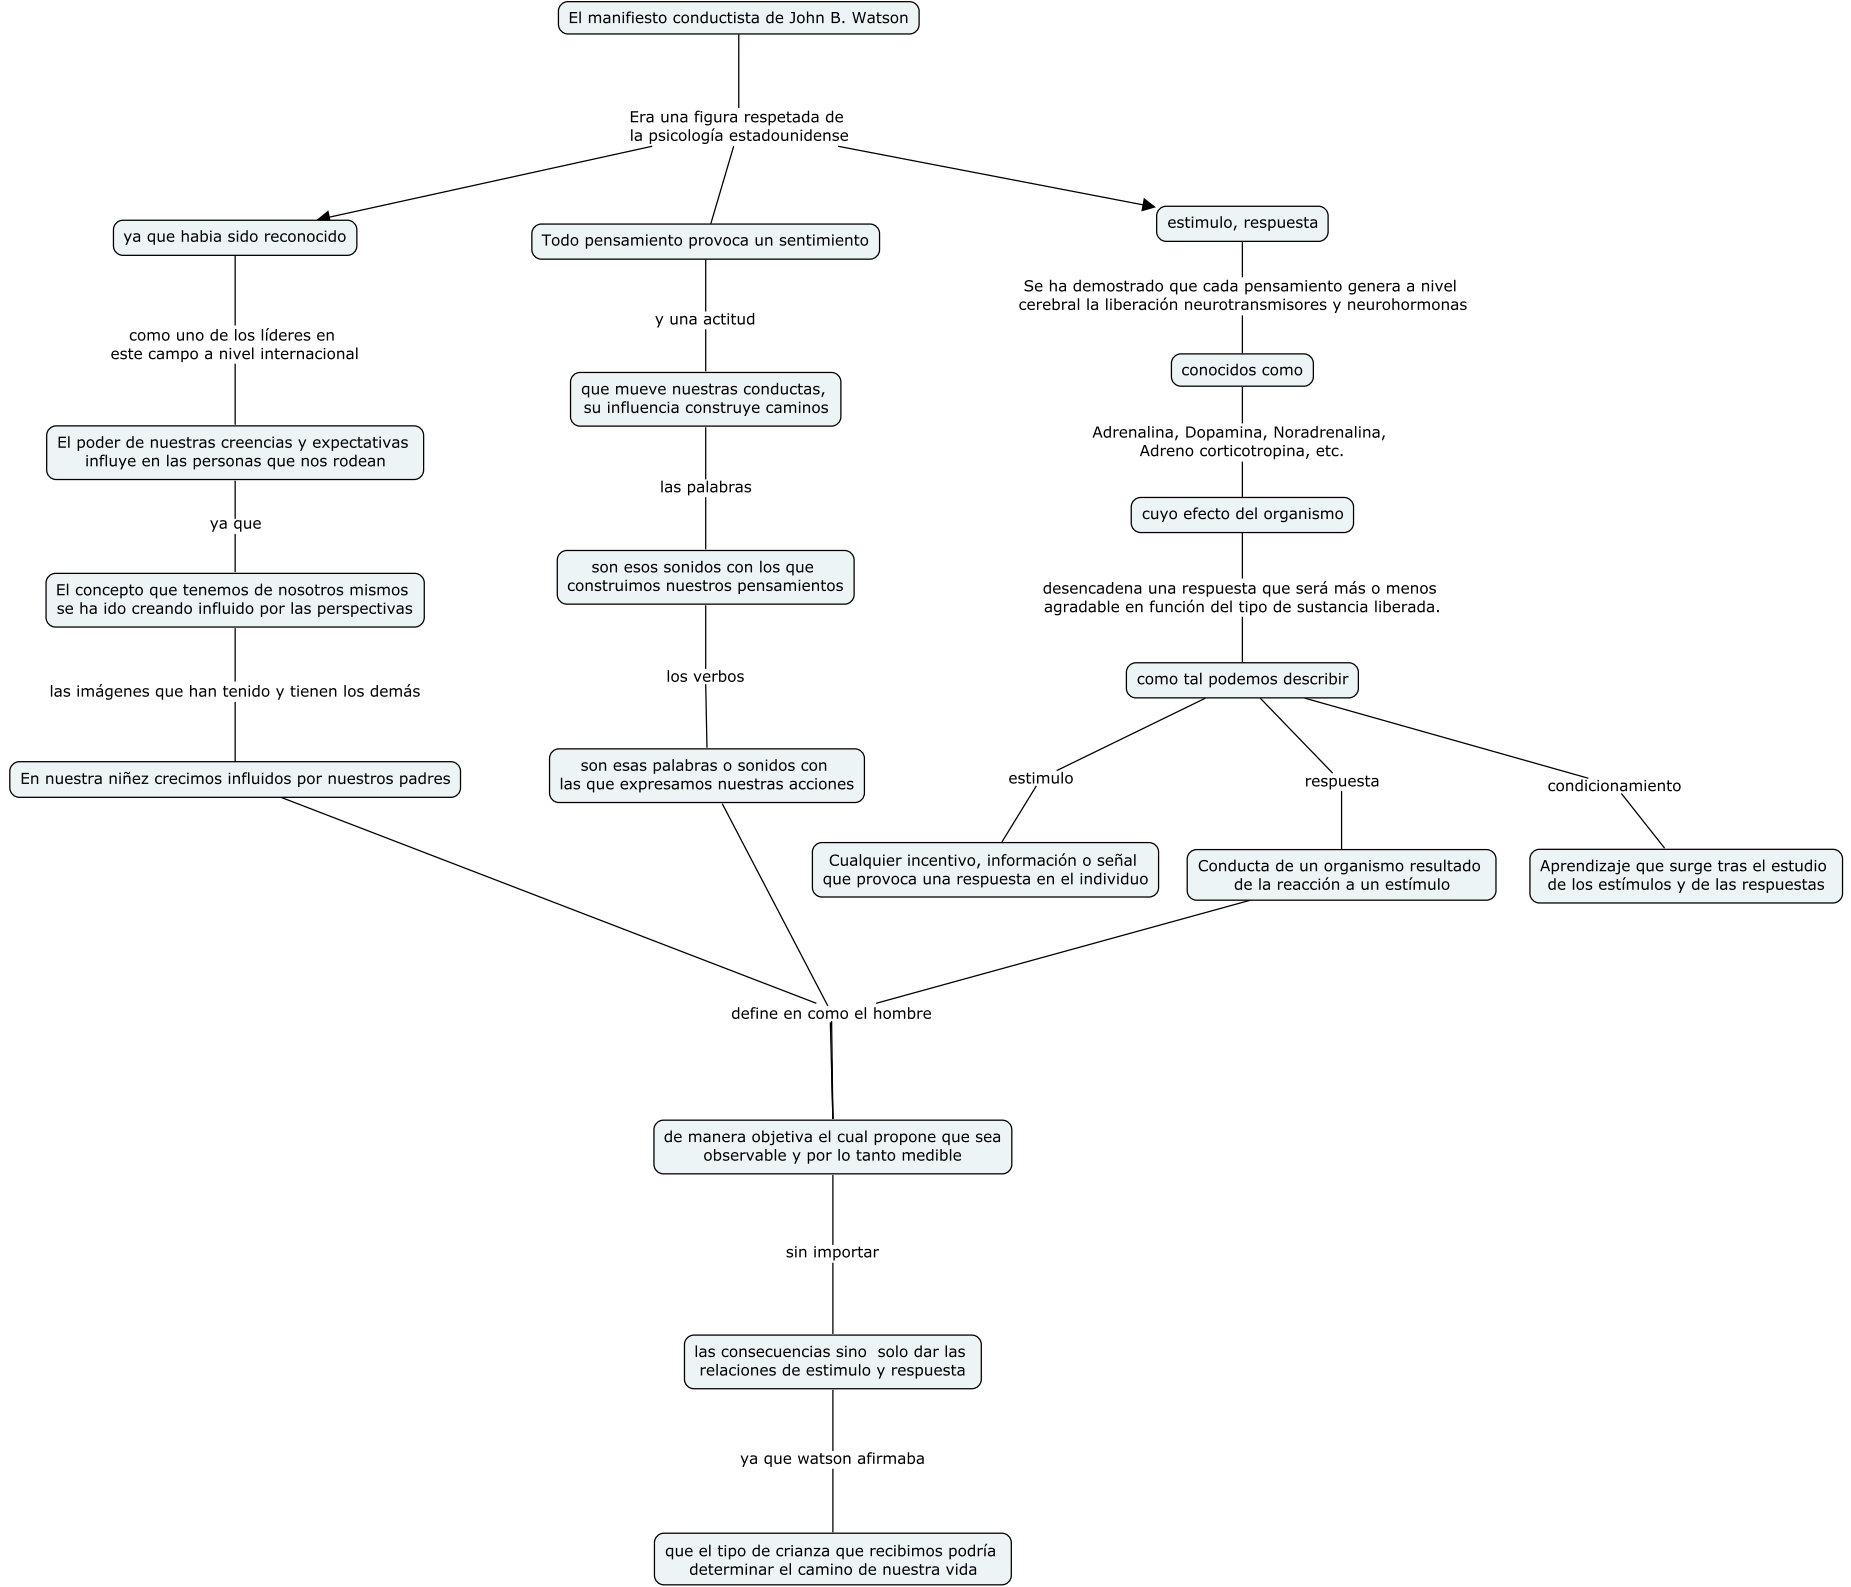 El manifiesto conductista de John B. Watson
Era una figura respetada de
la psicología estadounidense
ya que habia sido reconocido
como uno de los líderes en
este campo a nivel internacional
El poder de nuestras creencias y expectativas
influye en las personas que nos rodean
ya que
El concepto que tenemos de nosotros mismos
se ha ido creando influido por las perspectivas
las imágenes que han tenido y tienen los demás
En nuestra niñez crecimos influidos por nuestros padres
Todo pensamiento provoca un sentimiento
y una actitud
que mueve nuestras conductas,
su influencia construye caminos
las palabras
son esos sonidos con los que
construimos nuestros pensamientos
los verbos
son esas palabras o sonidos con
las que expresamos nuestras acciones
estimulo, respuesta
Se ha demostrado que cada pensamiento genera a nivel
cerebral la liberación neurotransmisores y neurohormonas
conocidos como
Adrenalina, Dopamina, Noradrenalina,
Adreno corticotropina, etc.
cuyo efecto del organismo
desencadena una respuesta que será más o menos
agradable en función del tipo de sustancia liberada.
como tal podemos describir
estimulo
Cualquier incentivo, información o señal
que provoca una respuesta en el individuo
respuesta
Conducta de un organismo resultado
de la reacción a un estímulo
condicionamiento
Aprendizaje que surge tras el estudio
de los estímulos y de las respuestas
define en como el hombre
de manera objetiva el cual propone que sea
observable y por lo tanto medible
sin importar
las consecuencias sino  solo dar las
relaciones de estimulo y respuesta
ya que watson afirmaba
que el tipo de crianza que recibimos podría
determinar el camino de nuestra vida